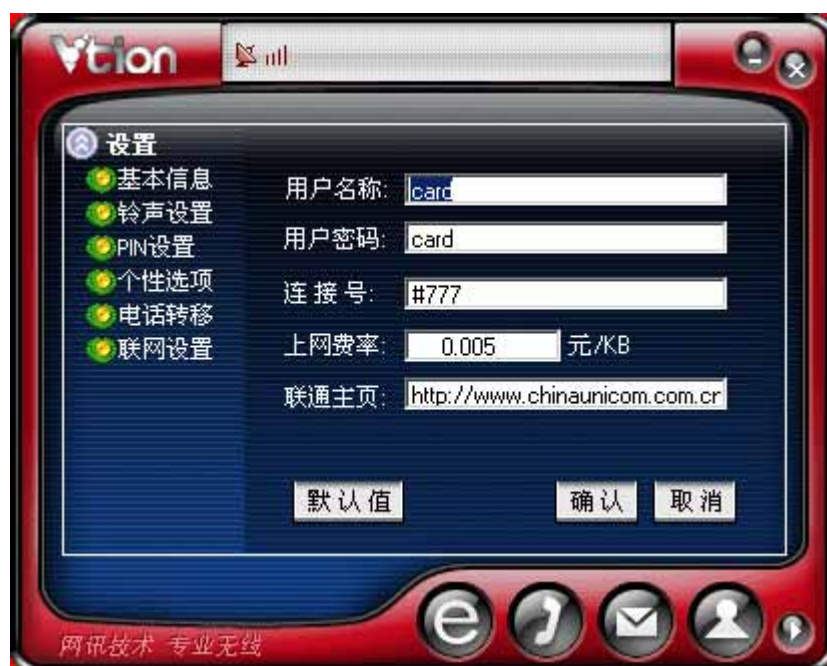 Vtion
设置
基本信息
铃声设置
PIN设置
个性选项
电话转移
联网设置
用户名称: card
用户密码: card
连接号: #777
上网费率: 0.005 元/KB
联通主页: http://www.chinaunicom.com.cn
默认值 确认 取消
网讯技术 专业无线